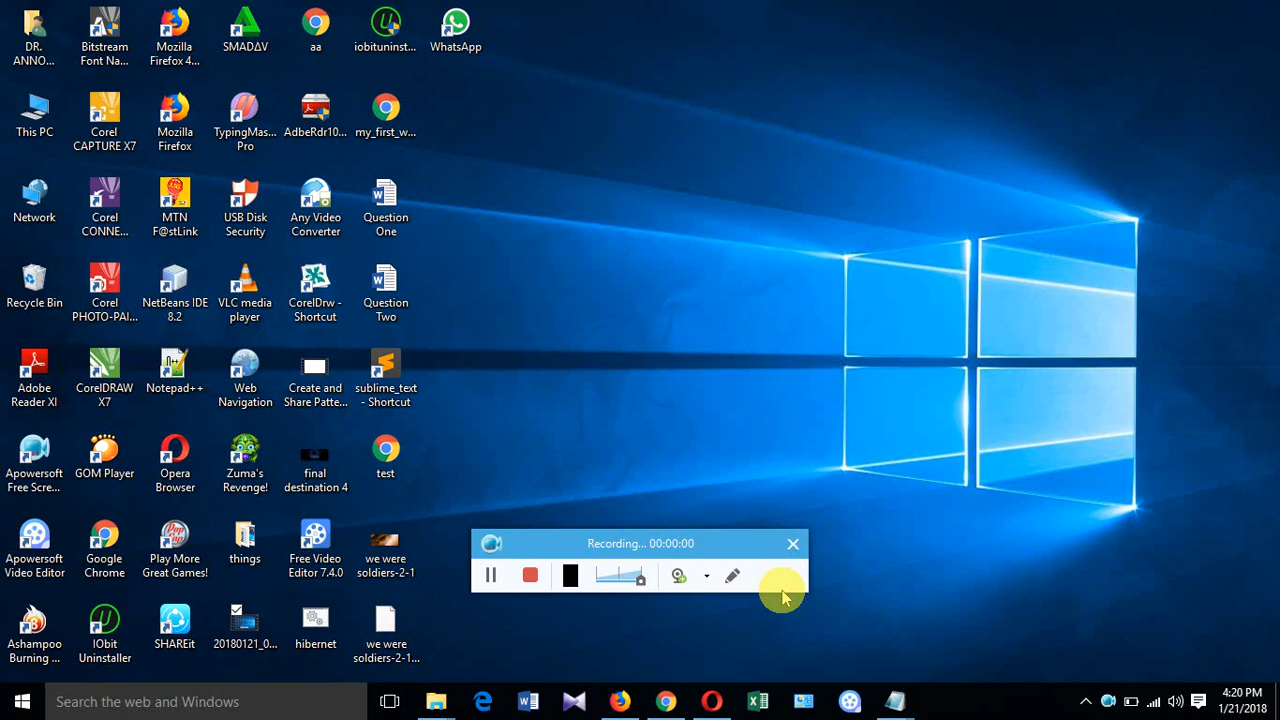 DR.
ANNO...
Bitstream
Font Na...
Mozilla
Firefox 4...
SMADΔV
aa
iobituninst...
WhatsApp
This PC
Corel
CAPTURE X7
Mozilla
Firefox
TypingMas...
Pro
AdbeRdr10...
my_first_w...
Network
Corel
CONNE...
MTN
F@stLink
USB Disk
Security
Any Video
Converter
Question
One
Recycle Bin
Corel
PHOTO-PAI...
NetBeans IDE
8.2
VLC media
player
CorelDrw -
Shortcut
Question
Two
Adobe
Reader XI
CorelDRAW
X7
Notepad++
Web
Navigation
Create and
Share Patte...
sublime_text
- Shortcut
Apowersoft
Free Scre...
GOM Player
Opera
Browser
Zuma's
Revenge!
final
destination 4
test
Apowersoft
Video Editor
Google
Chrome
Play More
Great Games!
things
Free Video
Editor 7.4.0
we were
soldiers-2-1
Ashampoo
Burning ...
IObit
Uninstaller
SHAREit
20180121_0...
hibernet
we were
soldiers-2-1...
Recording... 00:00:00
Search the web and Windows
4:20 PM
1/21/2018